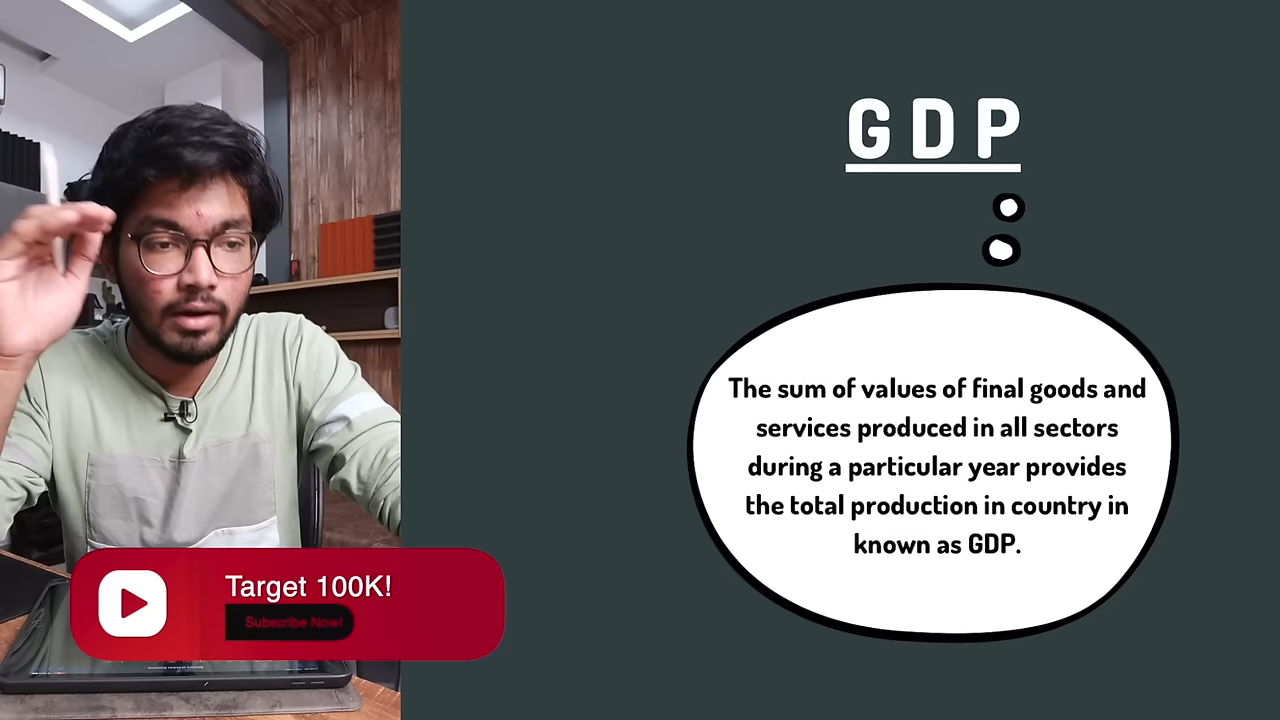 GDP
The sum of values of final goods and
services produced in all sectors
during a particular year provides
the total production in country in
known as GDP.
Target 100K!
Subscribe Now!